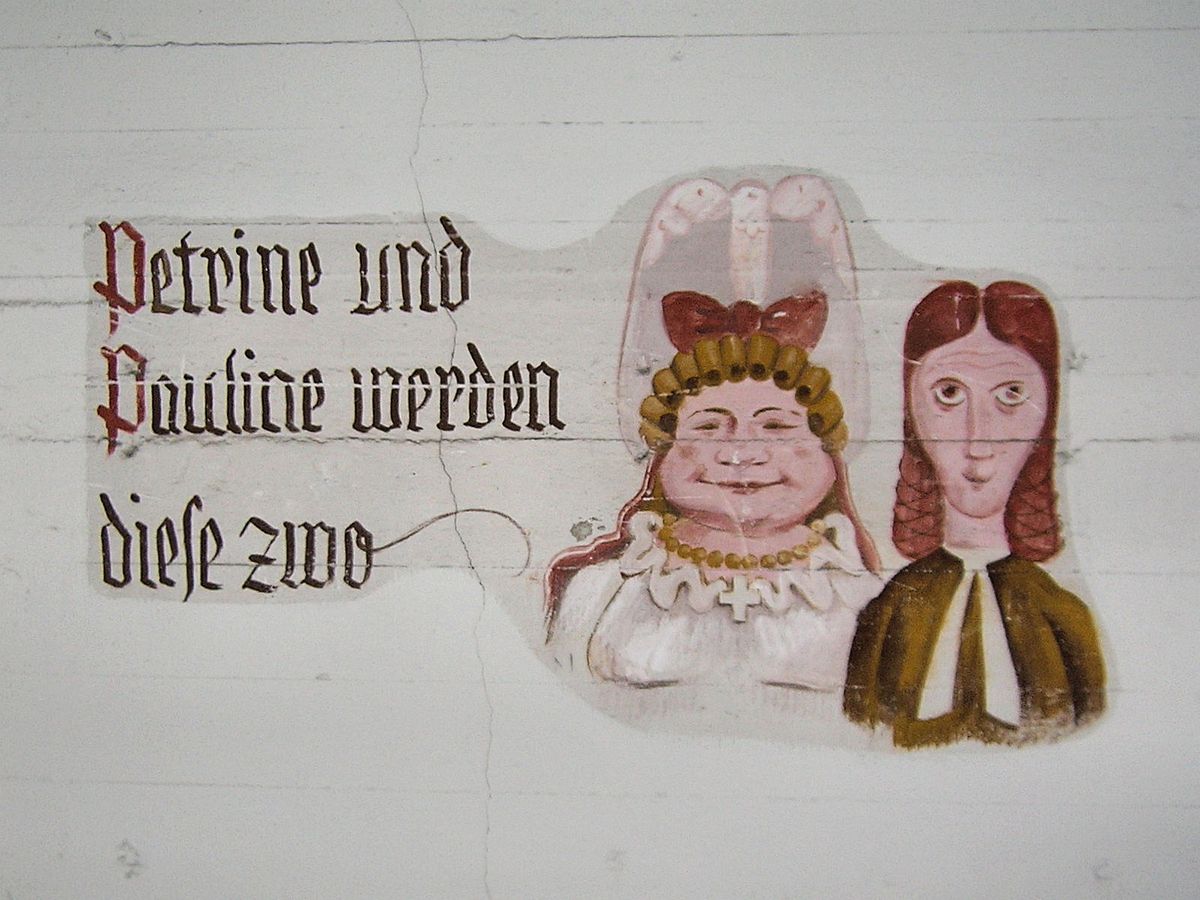 Petrine und
Pauline werden
dieſe zwo